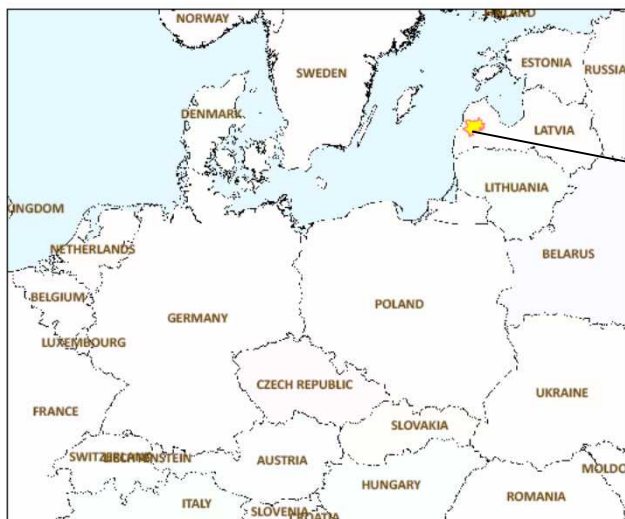 NORWAY
SWEDEN
ESTONIA
RUSSIA
DENMARK
LATVIA
LITHUANIA
INGDOM
NETHERLANDS
BELARUS
BELGIUM
GERMANY
POLAND
LUXEMBOURG
CZECH REPUBLIC
UKRAINE
FRANCE
SLOVAKIA
AUSTRIA
MOLDO
HUNGARY
ROMANIA
ITALY
SLOVENIA